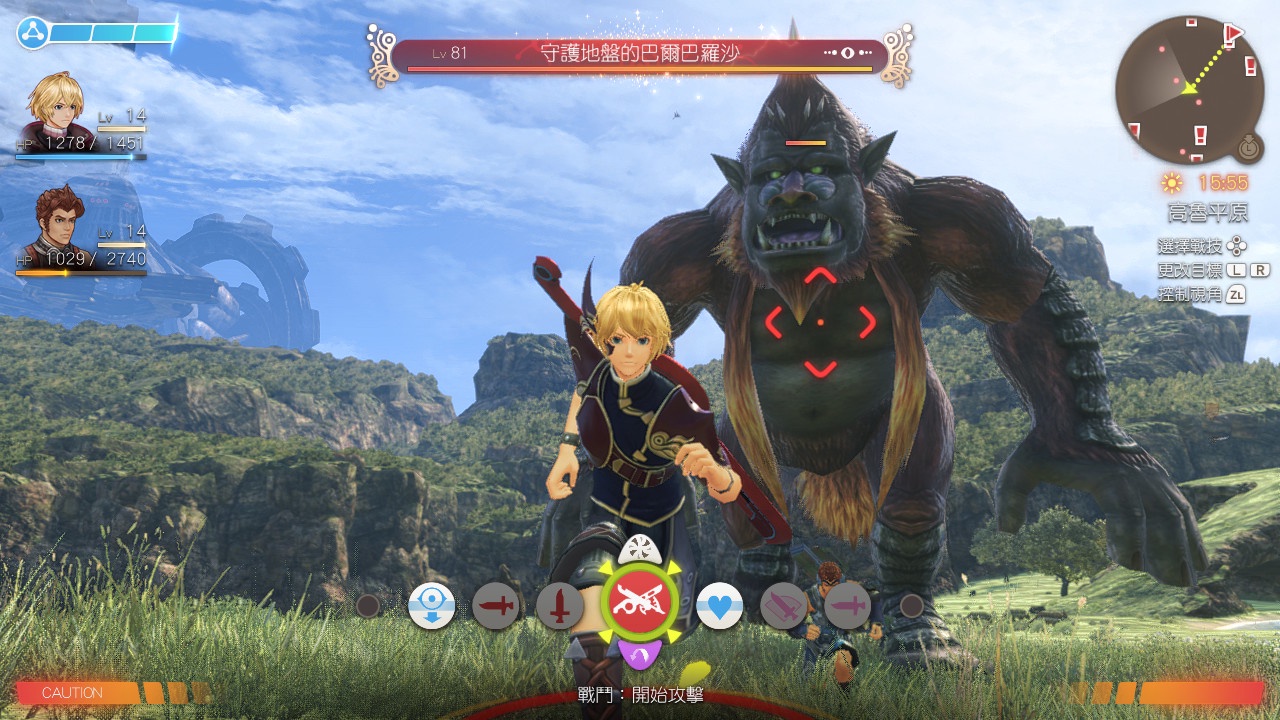 Lv 81 守護地盤的巴爾巴羅沙
Lv 14
HP 1278/ 1451
Lv 14
HP 1029/ 2740
15:55
高魯平原
選擇戰技
更改目標 L R
控制視角 ZL
CAUTION
戰鬥：開始攻擊